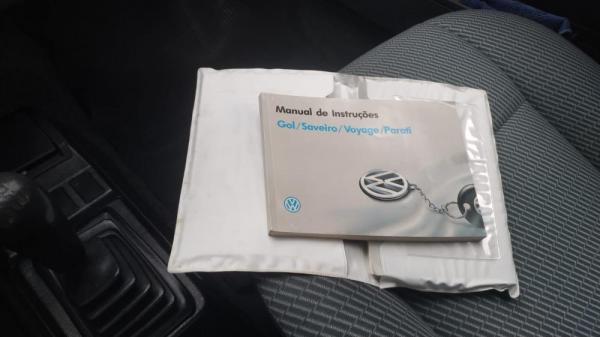 Manual de Instruções
Gol/Saveiro/Voyage/Parati